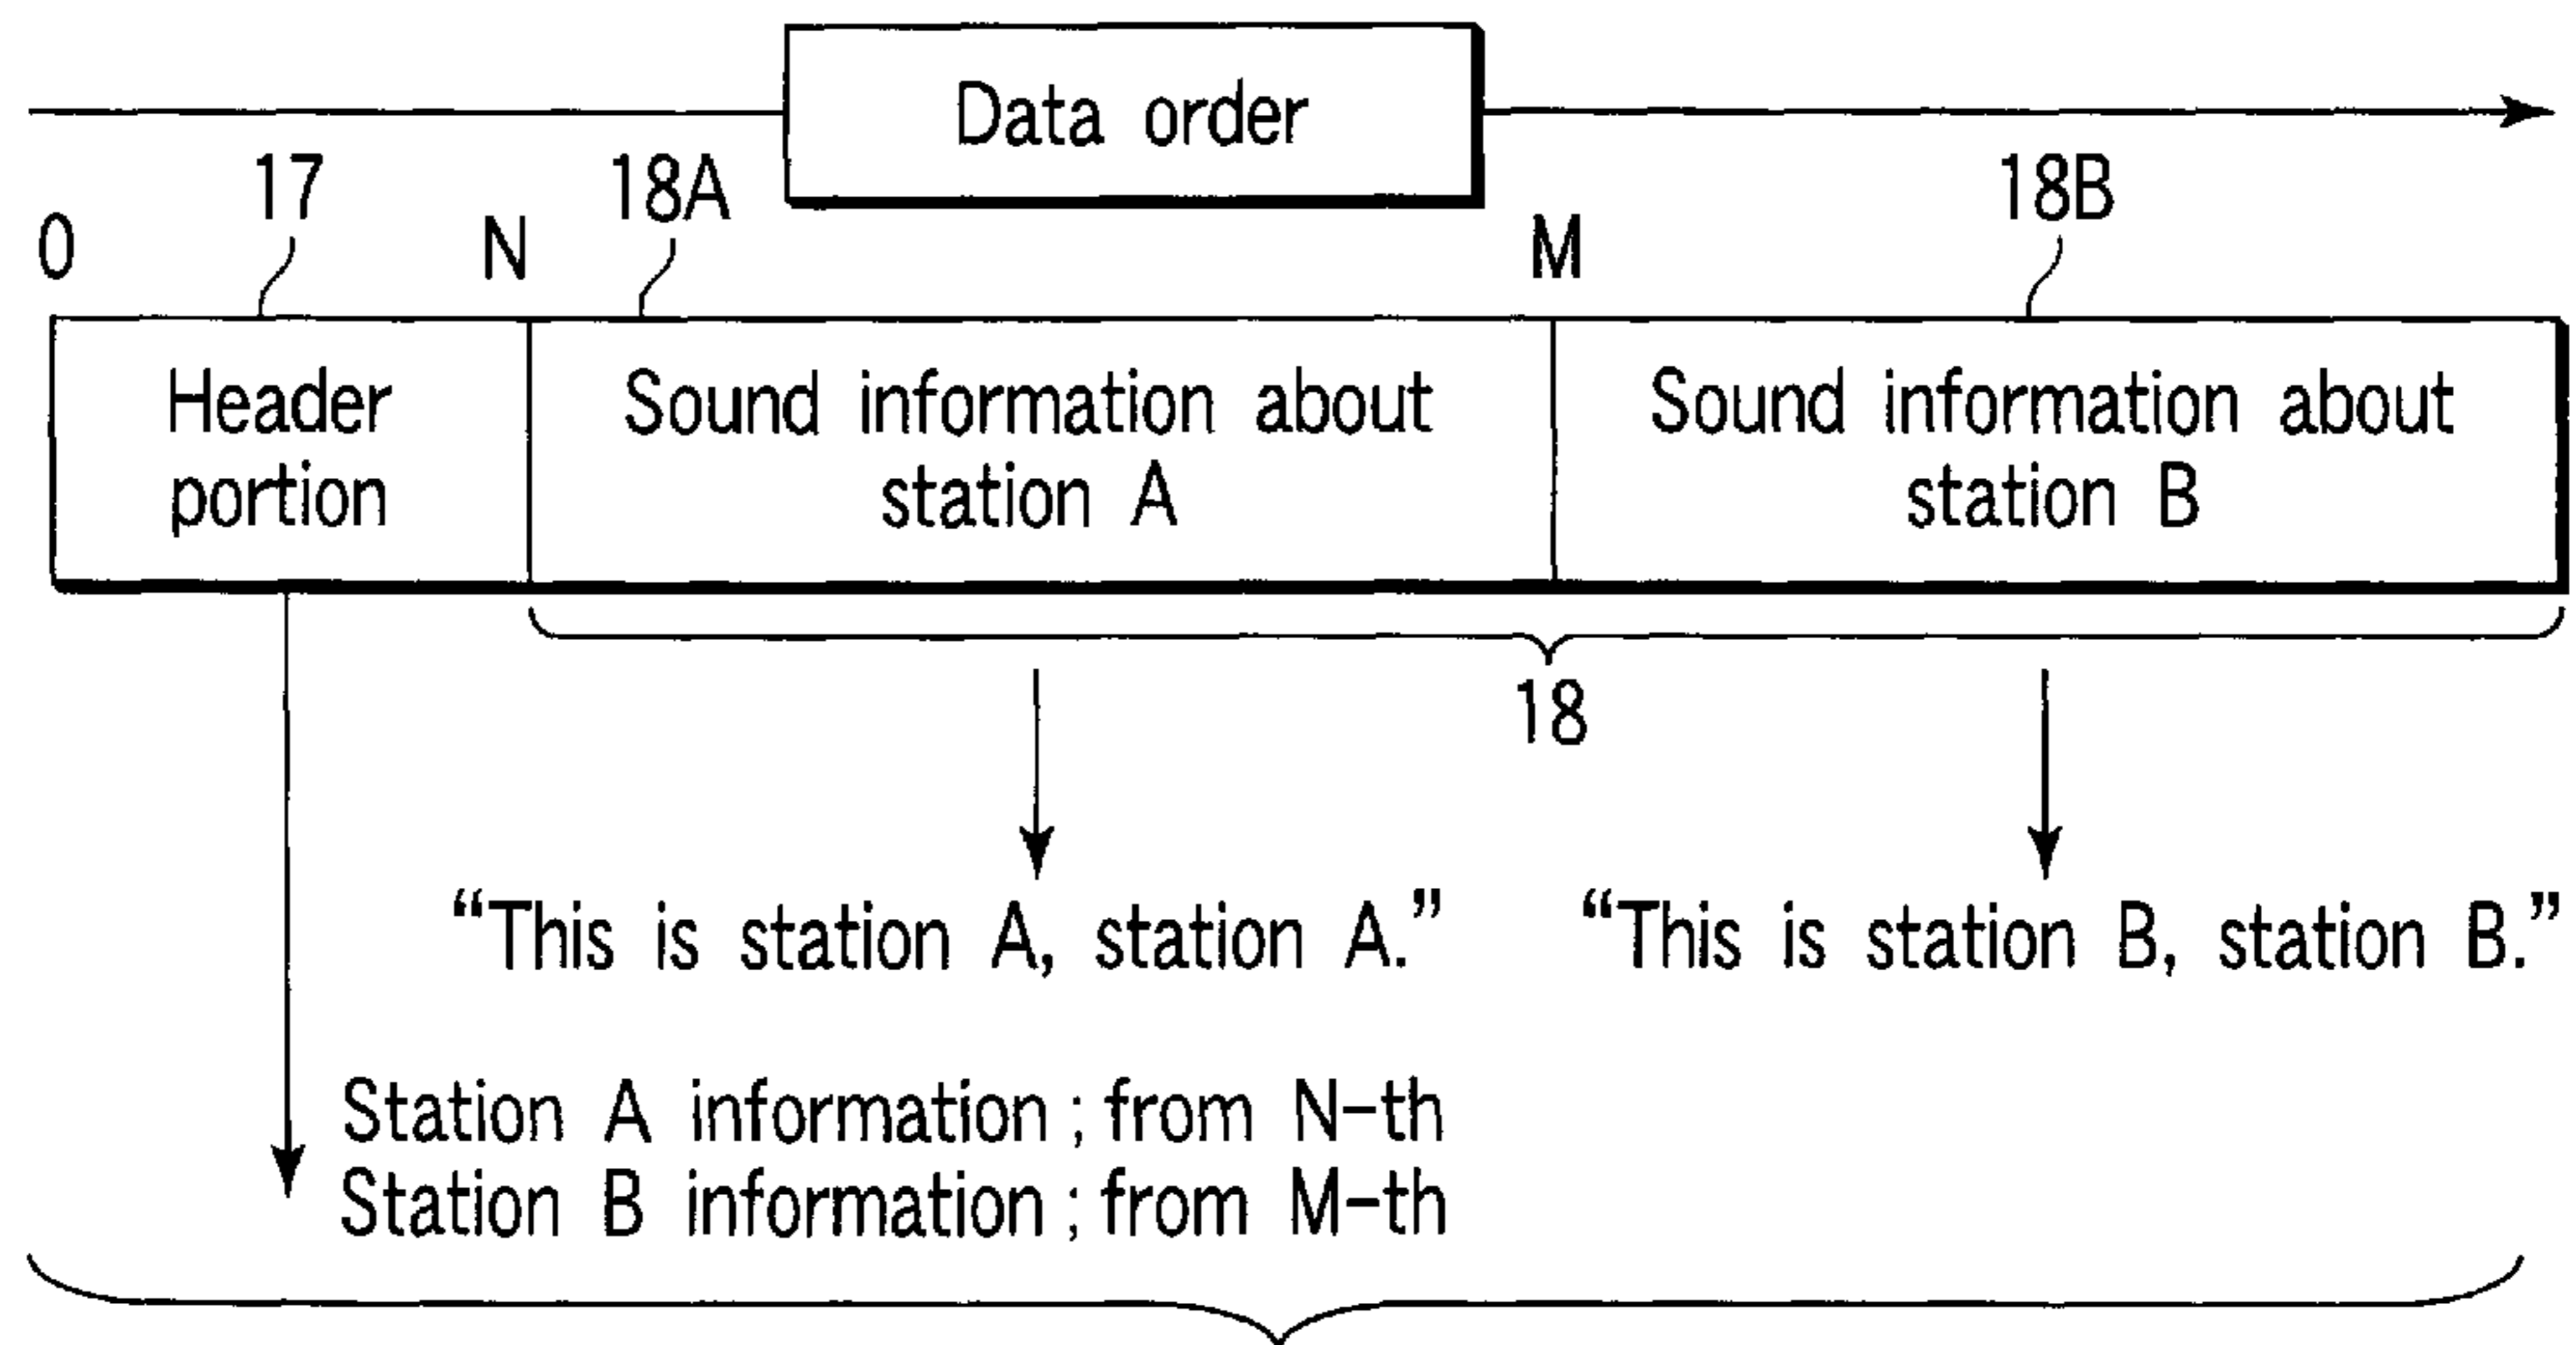 Data order
17
18A
18B
0
N
M
Header
portion
Sound information about
station A
Sound information about
station B
18
“This is station A, station A.”
“This is station B, station B.”
Station A information ; from N-th
Station B information ; from M-th